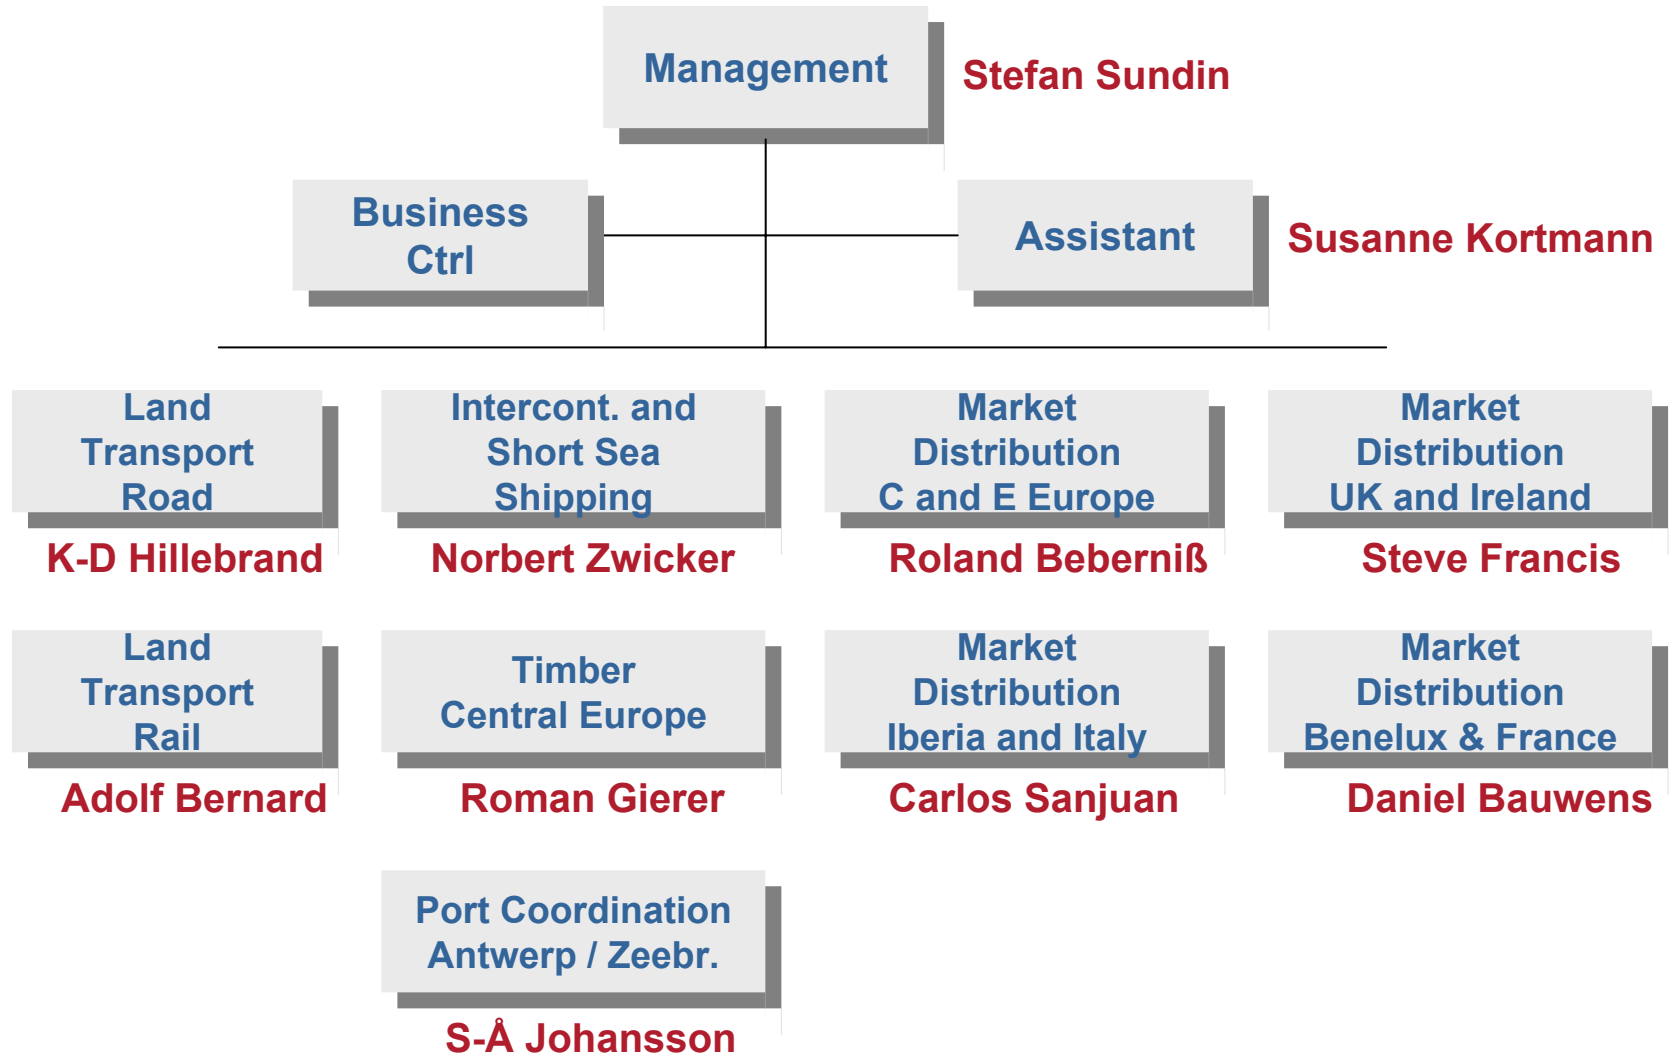 Management
Stefan Sundin
Business
Ctrl
Assistant
Susanne Kortmann
Land
Transport
Road
K-D Hillebrand
Intercont. and
Short Sea
Shipping
Norbert Zwicker
Market
Distribution
C and E Europe
Roland Beberniß
Market
Distribution
UK and Ireland
Steve Francis
Land
Transport
Rail
Adolf Bernard
Timber
Central Europe
Roman Gierer
Market
Distribution
Iberia and Italy
Carlos Sanjuan
Market
Distribution
Benelux & France
Daniel Bauwens
Port Coordination
Antwerp / Zeebr.
S-Å Johansson